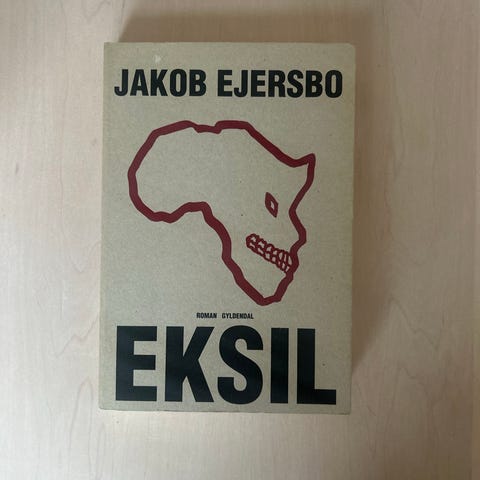 JAKOB EJERSBO
ROMAN GYLDENDAL
EKSIL